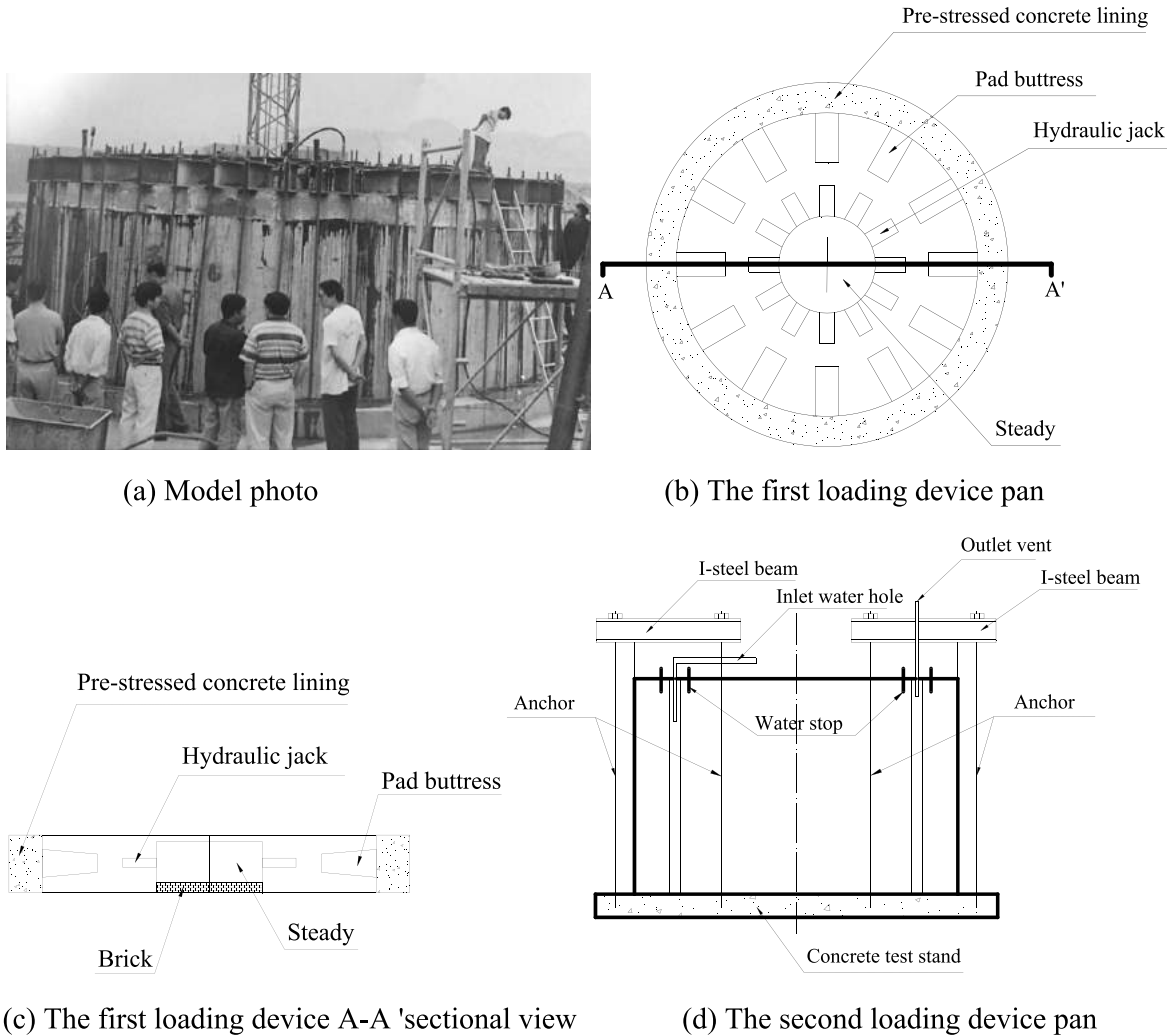 Pre-stressed concrete lining
Pad buttress
Hydraulic jack
A
A'
Steady
(a) Model photo
(b) The first loading device pan
Outlet vent
I-steel beam
I-steel beam
Inlet water hole
Pre-stressed concrete lining
Anchor
Anchor
Water stop
Hydraulic jack
Pad buttress
Steady
Brick
Concrete test stand
(c) The first loading device A-A 'sectional view
(d) The second loading device pan